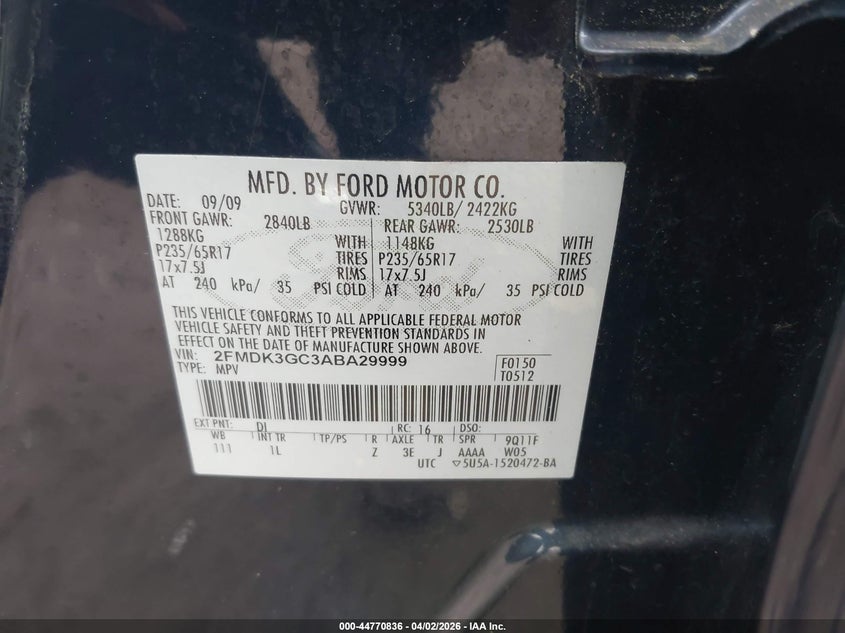 MFD. BY FORD MOTOR CO.
DATE: 09/09 GVWR: 5340LB/ 2422KG
FRONT GAWR: 2840LB REAR GAWR: 2530LB
1288KG WITH 1148KG WITH
P235/65R17 TIRES P235/65R17 TIRES
17x7.5J RIMS 17x7.5J RIMS
AT 240 kPa/ 35 PSI COLD AT 240 kPa/ 35 PSI COLD
THIS VEHICLE CONFORMS TO ALL APPLICABLE FEDERAL MOTOR
VEHICLE SAFETY AND THEFT PREVENTION STANDARDS IN
EFFECT ON THE DATE OF MANUFACTURE SHOWN ABOVE.
VIN: 2FMDK3GC3ABA29999 F0150
TYPE: MPV T0512
EXT PNT: DI RC: 16 DSO:
WB INT TR TP/PS R AXLE TR SPR 9Q11F
111 1L Z 3E J AAAA W05
UTC ▽5U5A-1520472-BA
Ford
000-44770836 - 04/02/2026 - IAA Inc.